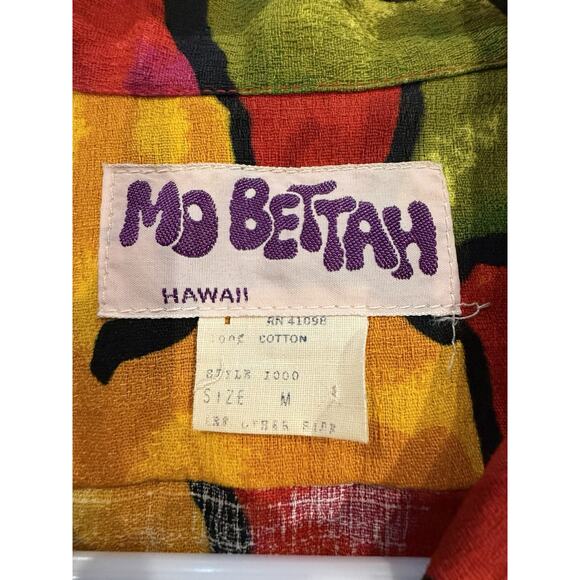 MO BETTAH
HAWAII
RN 41098
100% COTTON
STYLE 1000
SIZE M
SEE OTHER SIDE